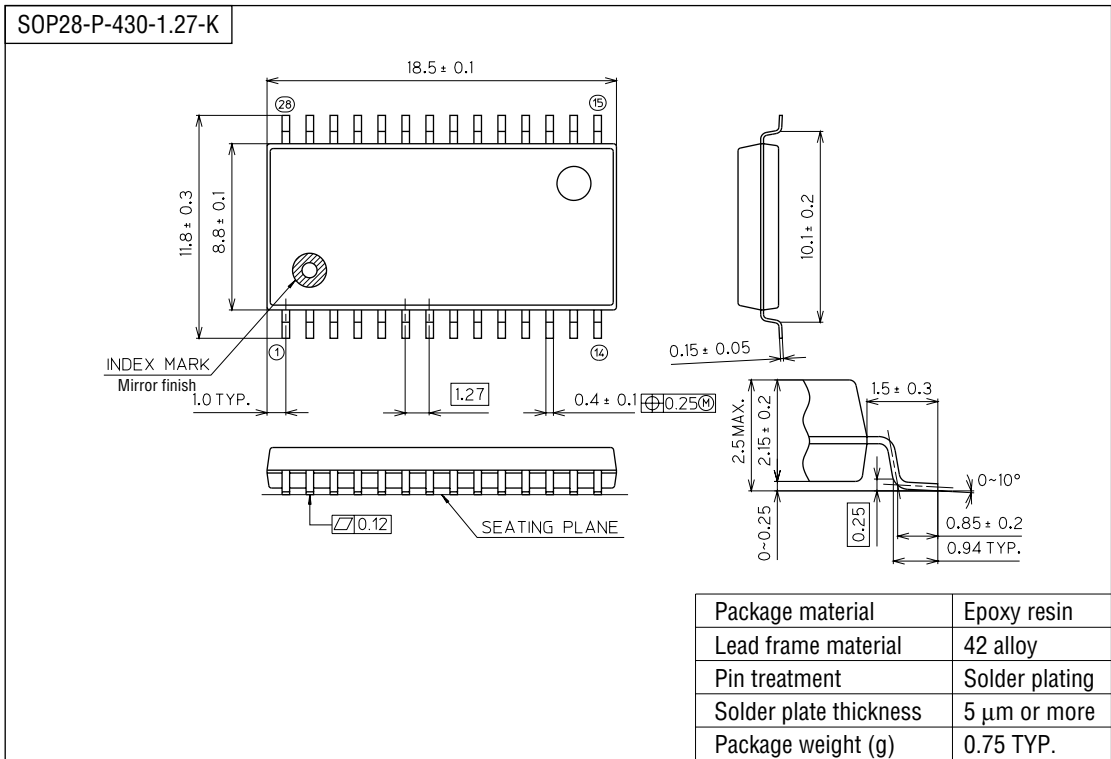 SOP28-P-430-1.27-K
18.5 ± 0.1
28
15
11.8 ± 0.3
8.8 ± 0.1
10.1 ± 0.2
1
14
INDEX MARK
Mirror finish
1.0 TYP.
1.27
0.4 ± 0.1
⌖0.25Ⓜ
0.15 ± 0.05
1.5 ± 0.3
2.5 MAX.
2.15 ± 0.2
0~10°
0~0.25
0.25
0.85 ± 0.2
0.94 TYP.
⏥0.12
SEATING PLANE
Package material Epoxy resin
Lead frame material 42 alloy
Pin treatment Solder plating
Solder plate thickness 5 µm or more
Package weight (g) 0.75 TYP.